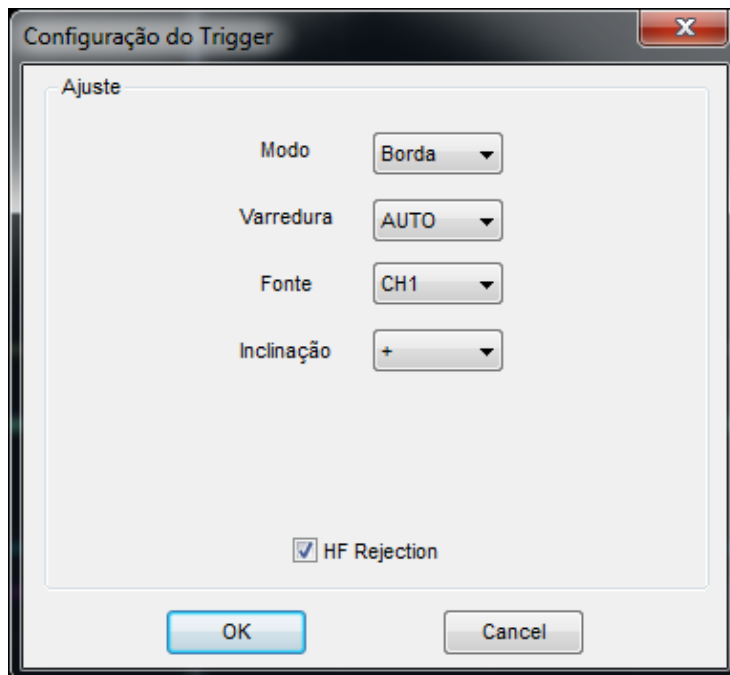 Configuração do Trigger
Ajuste
Modo Borda
Varredura AUTO
Fonte CH1
Inclinação +
HF Rejection
OK Cancel